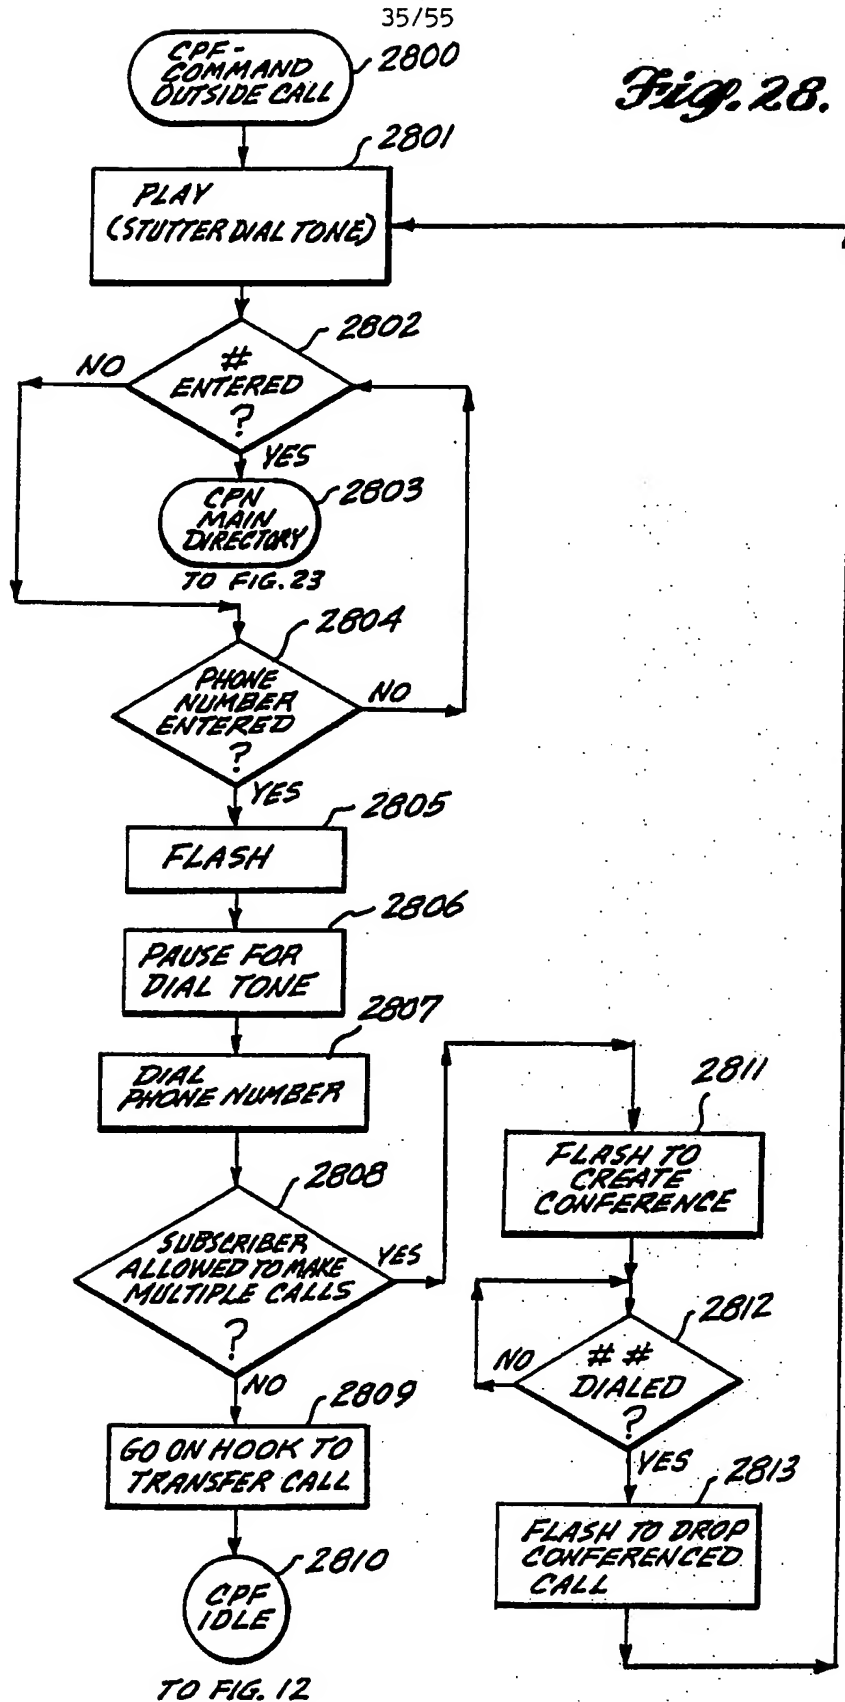 35/55
Fig. 28.
CPF-
COMMAND
OUTSIDE CALL
2800
2801
PLAY
(STUTTER DIAL TONE)
2802
#
ENTERED
?
NO
YES
2803
CPN
MAIN
DIRECTORY
TO FIG. 23
2804
PHONE
NUMBER
ENTERED
?
NO
YES
2805
FLASH
2806
PAUSE FOR
DIAL TONE
2807
DIAL
PHONE NUMBER
2808
SUBSCRIBER
ALLOWED TO MAKE
MULTIPLE CALLS
?
YES
NO
2809
GO ON HOOK TO
TRANSFER CALL
2810
CPF
IDLE
TO FIG. 12
2811
FLASH TO
CREATE
CONFERENCE
2812
# #
DIALED
?
NO
YES
2813
FLASH TO DROP
CONFERENCED
CALL